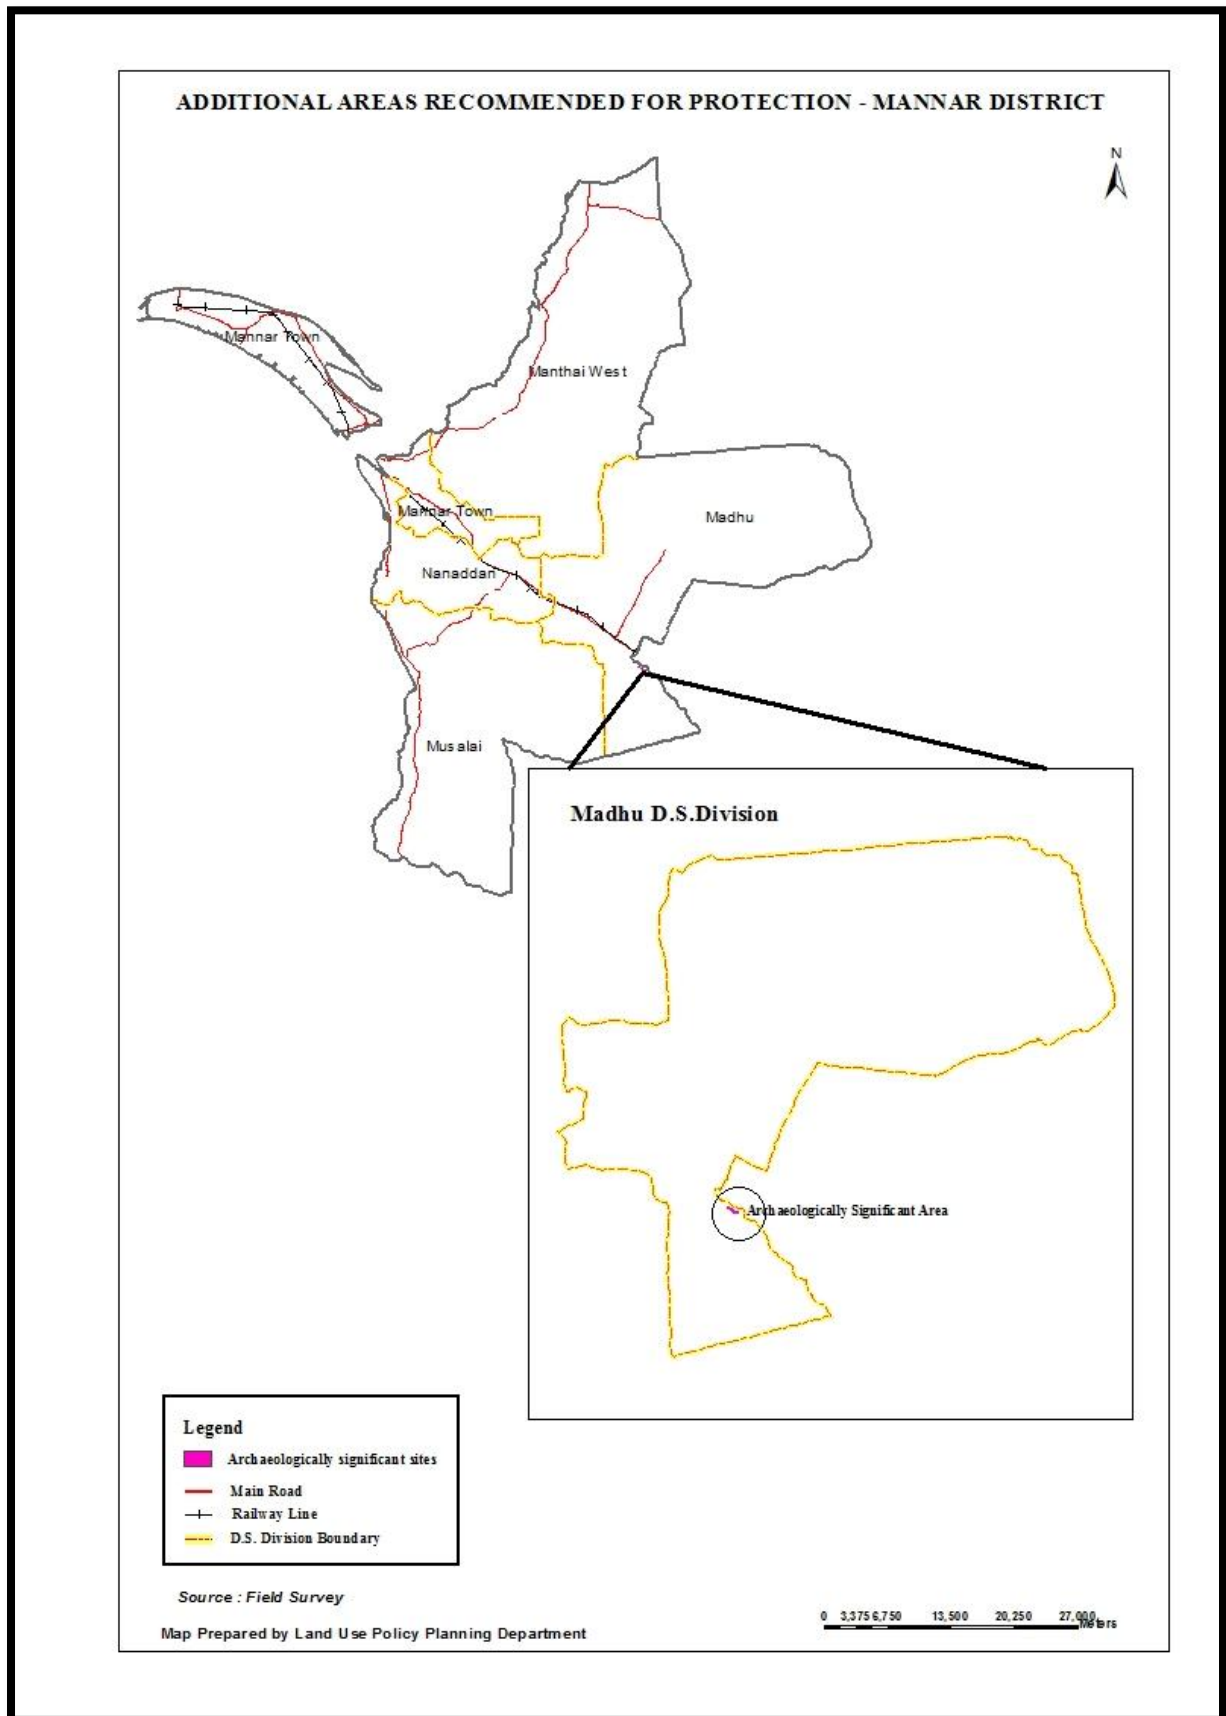 ADDITIONAL AREAS RECOMMENDED FOR PROTECTION - MANNAR DISTRICT
N
Mannar Town
Manthai West
Mannar Town
Madhu
Nanaddan
Musalai
Madhu D.S.Division
Archaeologically Significant Area
Legend
Archaeologically significant sites
Main Road
Railway Line
D.S. Division Boundary
Source : Field Survey
Map Prepared by Land Use Policy Planning Department
0 3,375 6,750 13,500 20,250 27,000
Meters